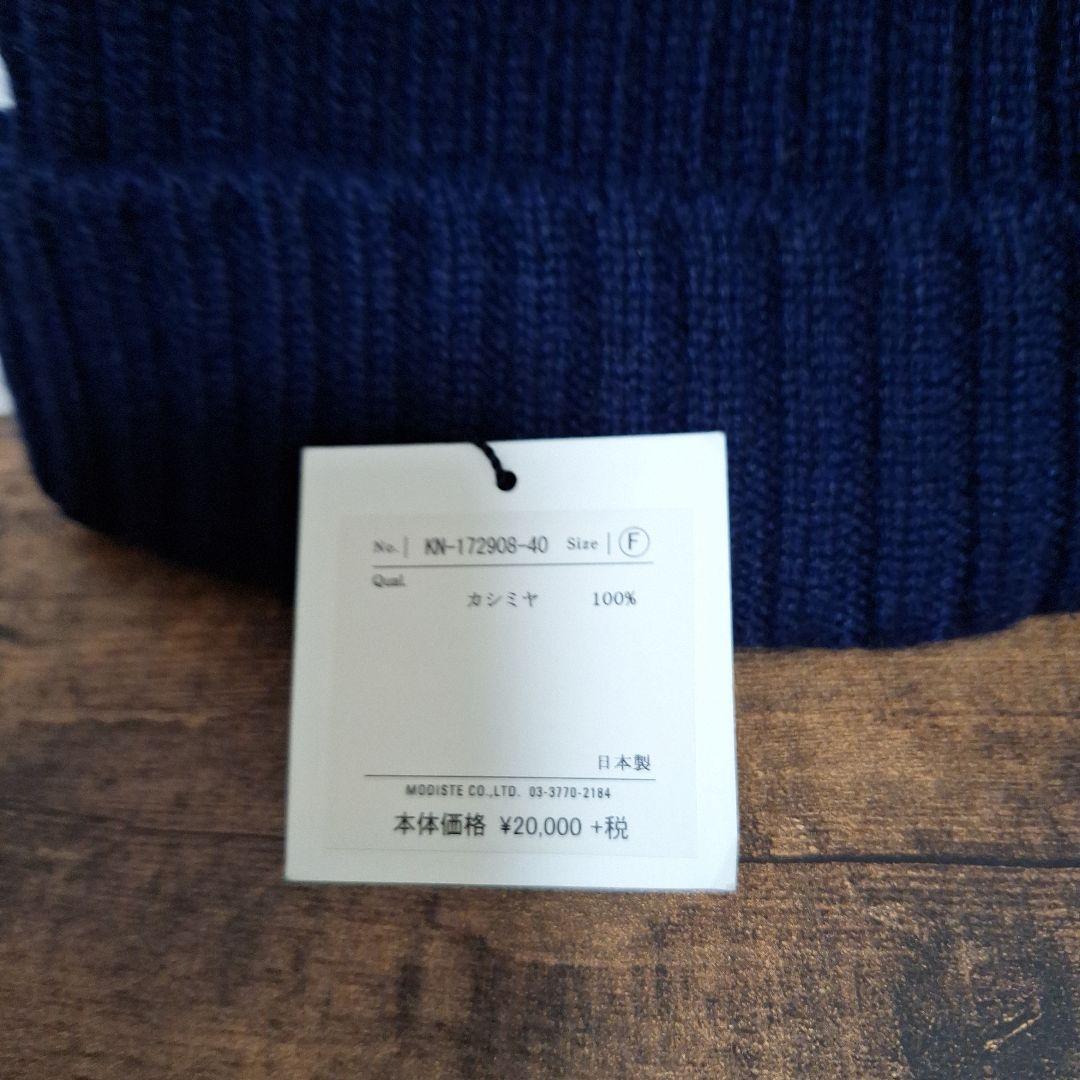 No. | KN-172908-40 Size | Ⓕ
Qual.
カシミヤ 100%
日本製
MODiSTE CO.,LTD. 03-3770-2184
本体価格 ¥20,000 +税